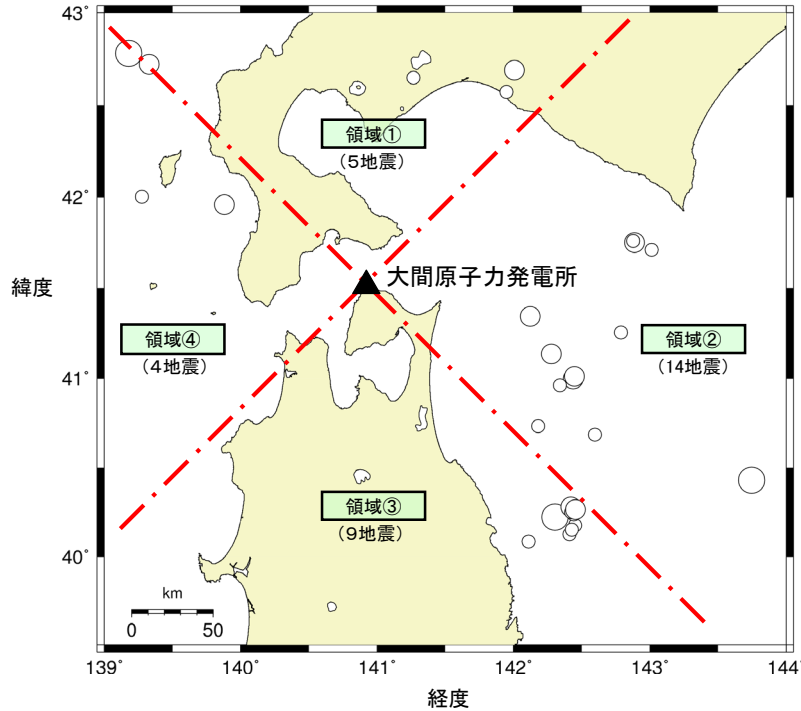 43˚
42˚
41˚
40˚
緯度
領域①
(5地震)
大間原子力発電所
領域④
(4地震)
領域②
(14地震)
領域③
(9地震)
km
0 50
139˚ 140˚ 141˚ 142˚ 143˚ 144˚
経度